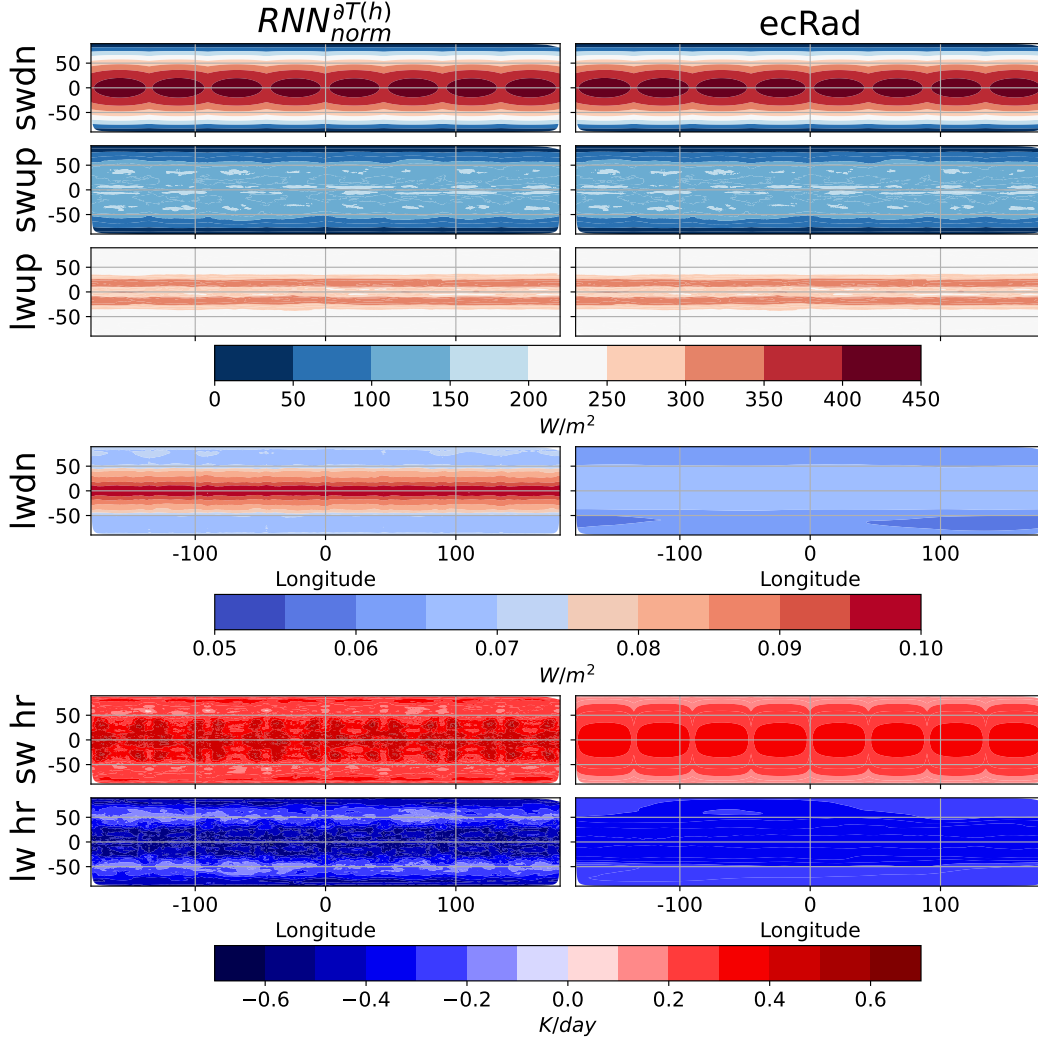 RNN_{norm}^{∂T(h)} ecRad
swdn 50 0 -50
swup 50 0 -50
lwup 50 0 -50
0 50 100 150 200 230 250 300 350 400 450
W/m²
lwdn 50 0 -50
-100 0 100 -100 0 100
Longitude Longitude
0.05 0.06 0.07 0.08 0.09 0.10
W/m²
sw hr 50 0 -50
lw hr 50 0 -50
-100 0 100 -100 0 100
Longitude Longitude
−0.6 −0.4 −0.2 0.0 0.2 0.4 0.6
K/day